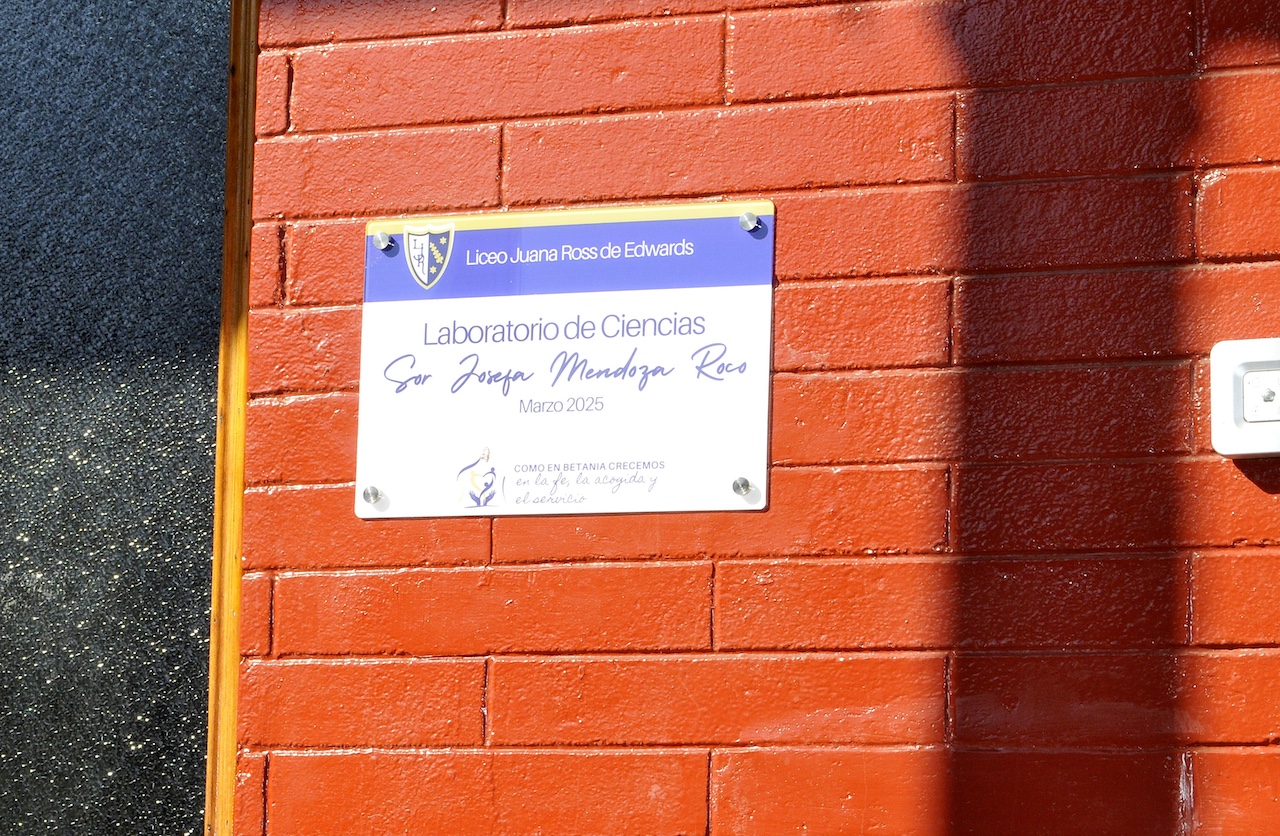 LJRE
Liceo Juana Ross de Edwards
Laboratorio de Ciencias
Sor Josefa Mendoza Roco
Marzo 2025
COMO EN BETANIA CRECEMOS
en la fe, la acogida y
el servicio